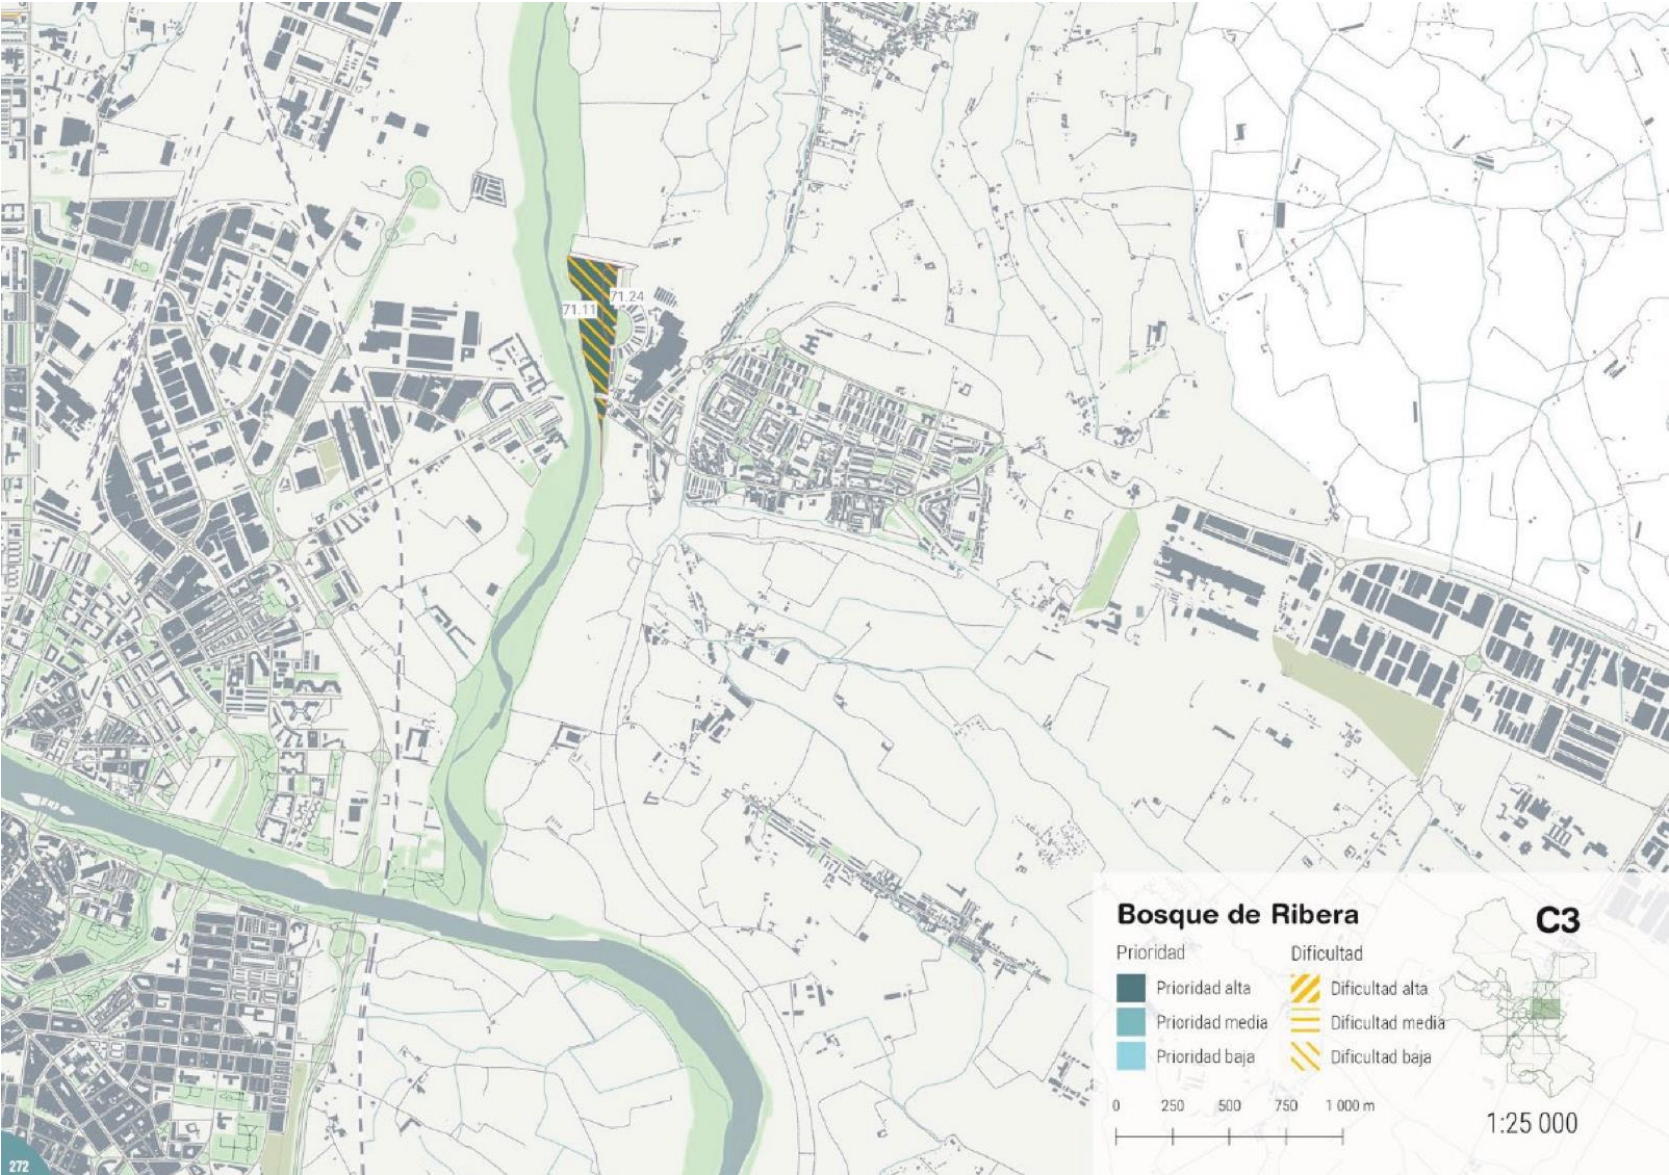 71.24
71.11
Bosque de Ribera
C3
Prioridad
Dificultad
Prioridad alta
Dificultad alta
Prioridad media
Dificultad media
Prioridad baja
Dificultad baja
0 250 500 750 1 000 m
1:25 000
272